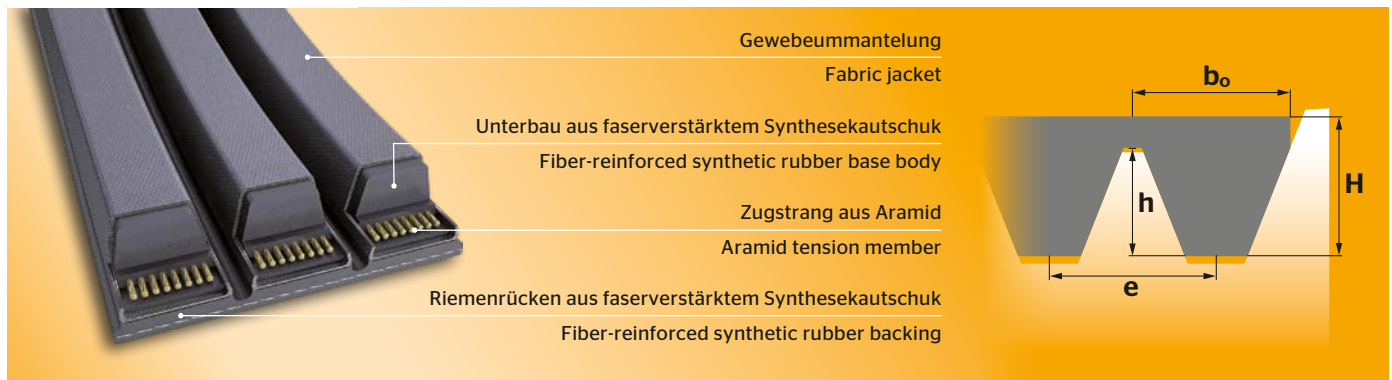 Gewebeummantelung
Fabric jacket
Unterbau aus faserverstärktem Synthesekautschuk
Fiber-reinforced synthetic rubber base body
Zugstrang aus Aramid
Aramid tension member
Riemenrücken aus faserverstärktem Synthesekautschuk
Fiber-reinforced synthetic rubber backing
bₒ
H
h
e